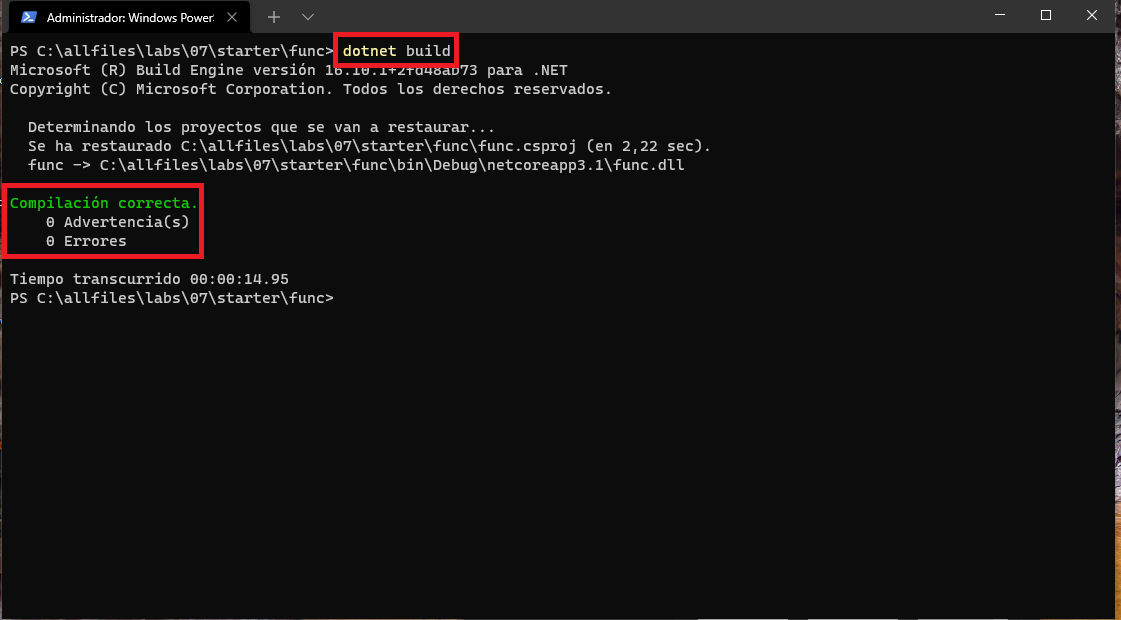 Administrador: Windows Power
PS C:\allfiles\labs\07\starter\func> dotnet build
Microsoft (R) Build Engine versión 16.10.1+2fd48ab73 para .NET
Copyright (C) Microsoft Corporation. Todos los derechos reservados.
Determinando los proyectos que se van a restaurar...
Se ha restaurado C:\allfiles\labs\07\starter\func\func.csproj (en 2,22 sec).
func -> C:\allfiles\labs\07\starter\func\bin\Debug\netcoreapp3.1\func.dll
Compilación correcta.
0 Advertencia(s)
0 Errores
Tiempo transcurrido 00:00:14.95
PS C:\allfiles\labs\07\starter\func>